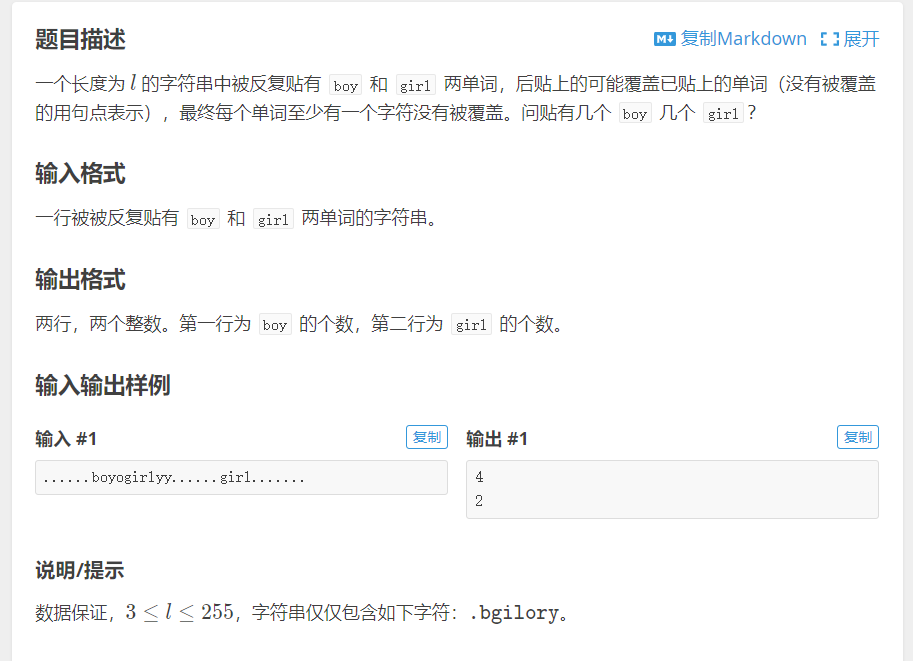 题目描述
复制Markdown 展开
一个长度为 l 的字符串中被反复贴有 boy 和 girl 两单词，后贴上的可能覆盖已贴上的单词（没有被覆盖
的用句点表示），最终每个单词至少有一个字符没有被覆盖。问贴有几个 boy 几个 girl？
输入格式
一行被被反复贴有 boy 和 girl 两单词的字符串。
输出格式
两行，两个整数。第一行为 boy 的个数，第二行为 girl 的个数。
输入输出样例
输入 #1
复制
......boyogirlyy......girl.......
输出 #1
复制
4
2
说明/提示
数据保证，3 ≤ l ≤ 255，字符串仅仅包含如下字符：.bgilory。